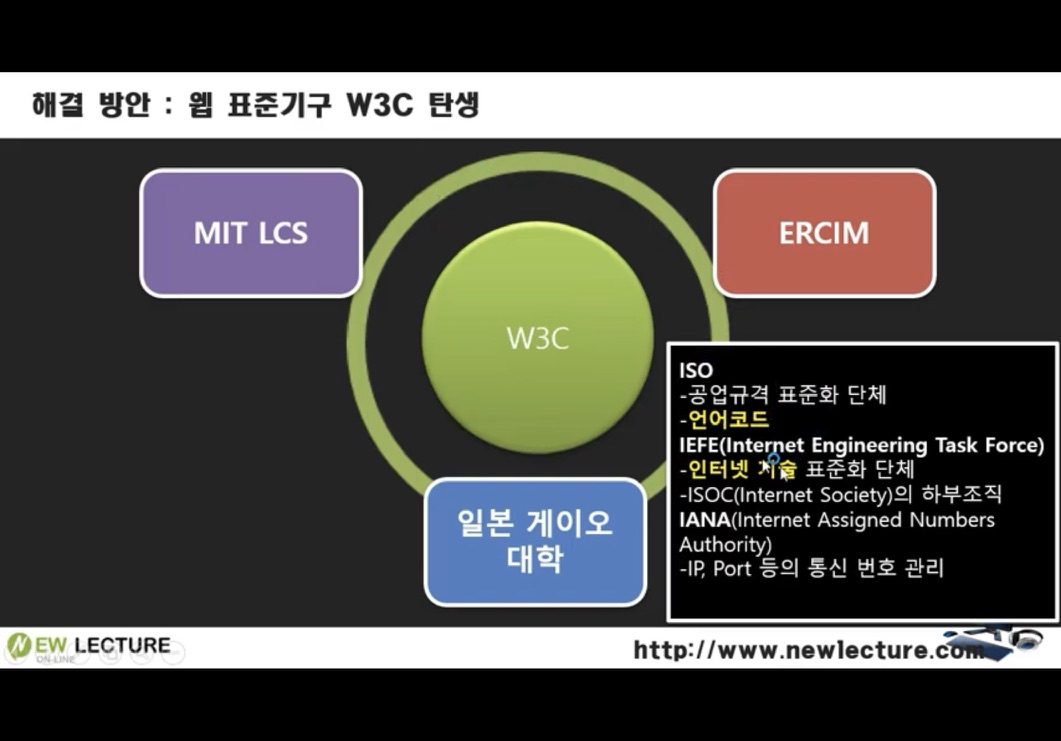 해결 방안 : 웹 표준기구 W3C 탄생
MIT LCS
ERCIM
W3C
일본 게이오
대학
ISO
-공업규격 표준화 단체
-언어코드
IEFE(Internet Engineering Task Force)
-인터넷 기술 표준화 단체
-ISOC(Internet Society)의 하부조직
IANA(Internet Assigned Numbers
Authority)
-IP, Port 등의 통신 번호 관리
NEW LECTURE
ON-LINE
http://www.newlecture.com